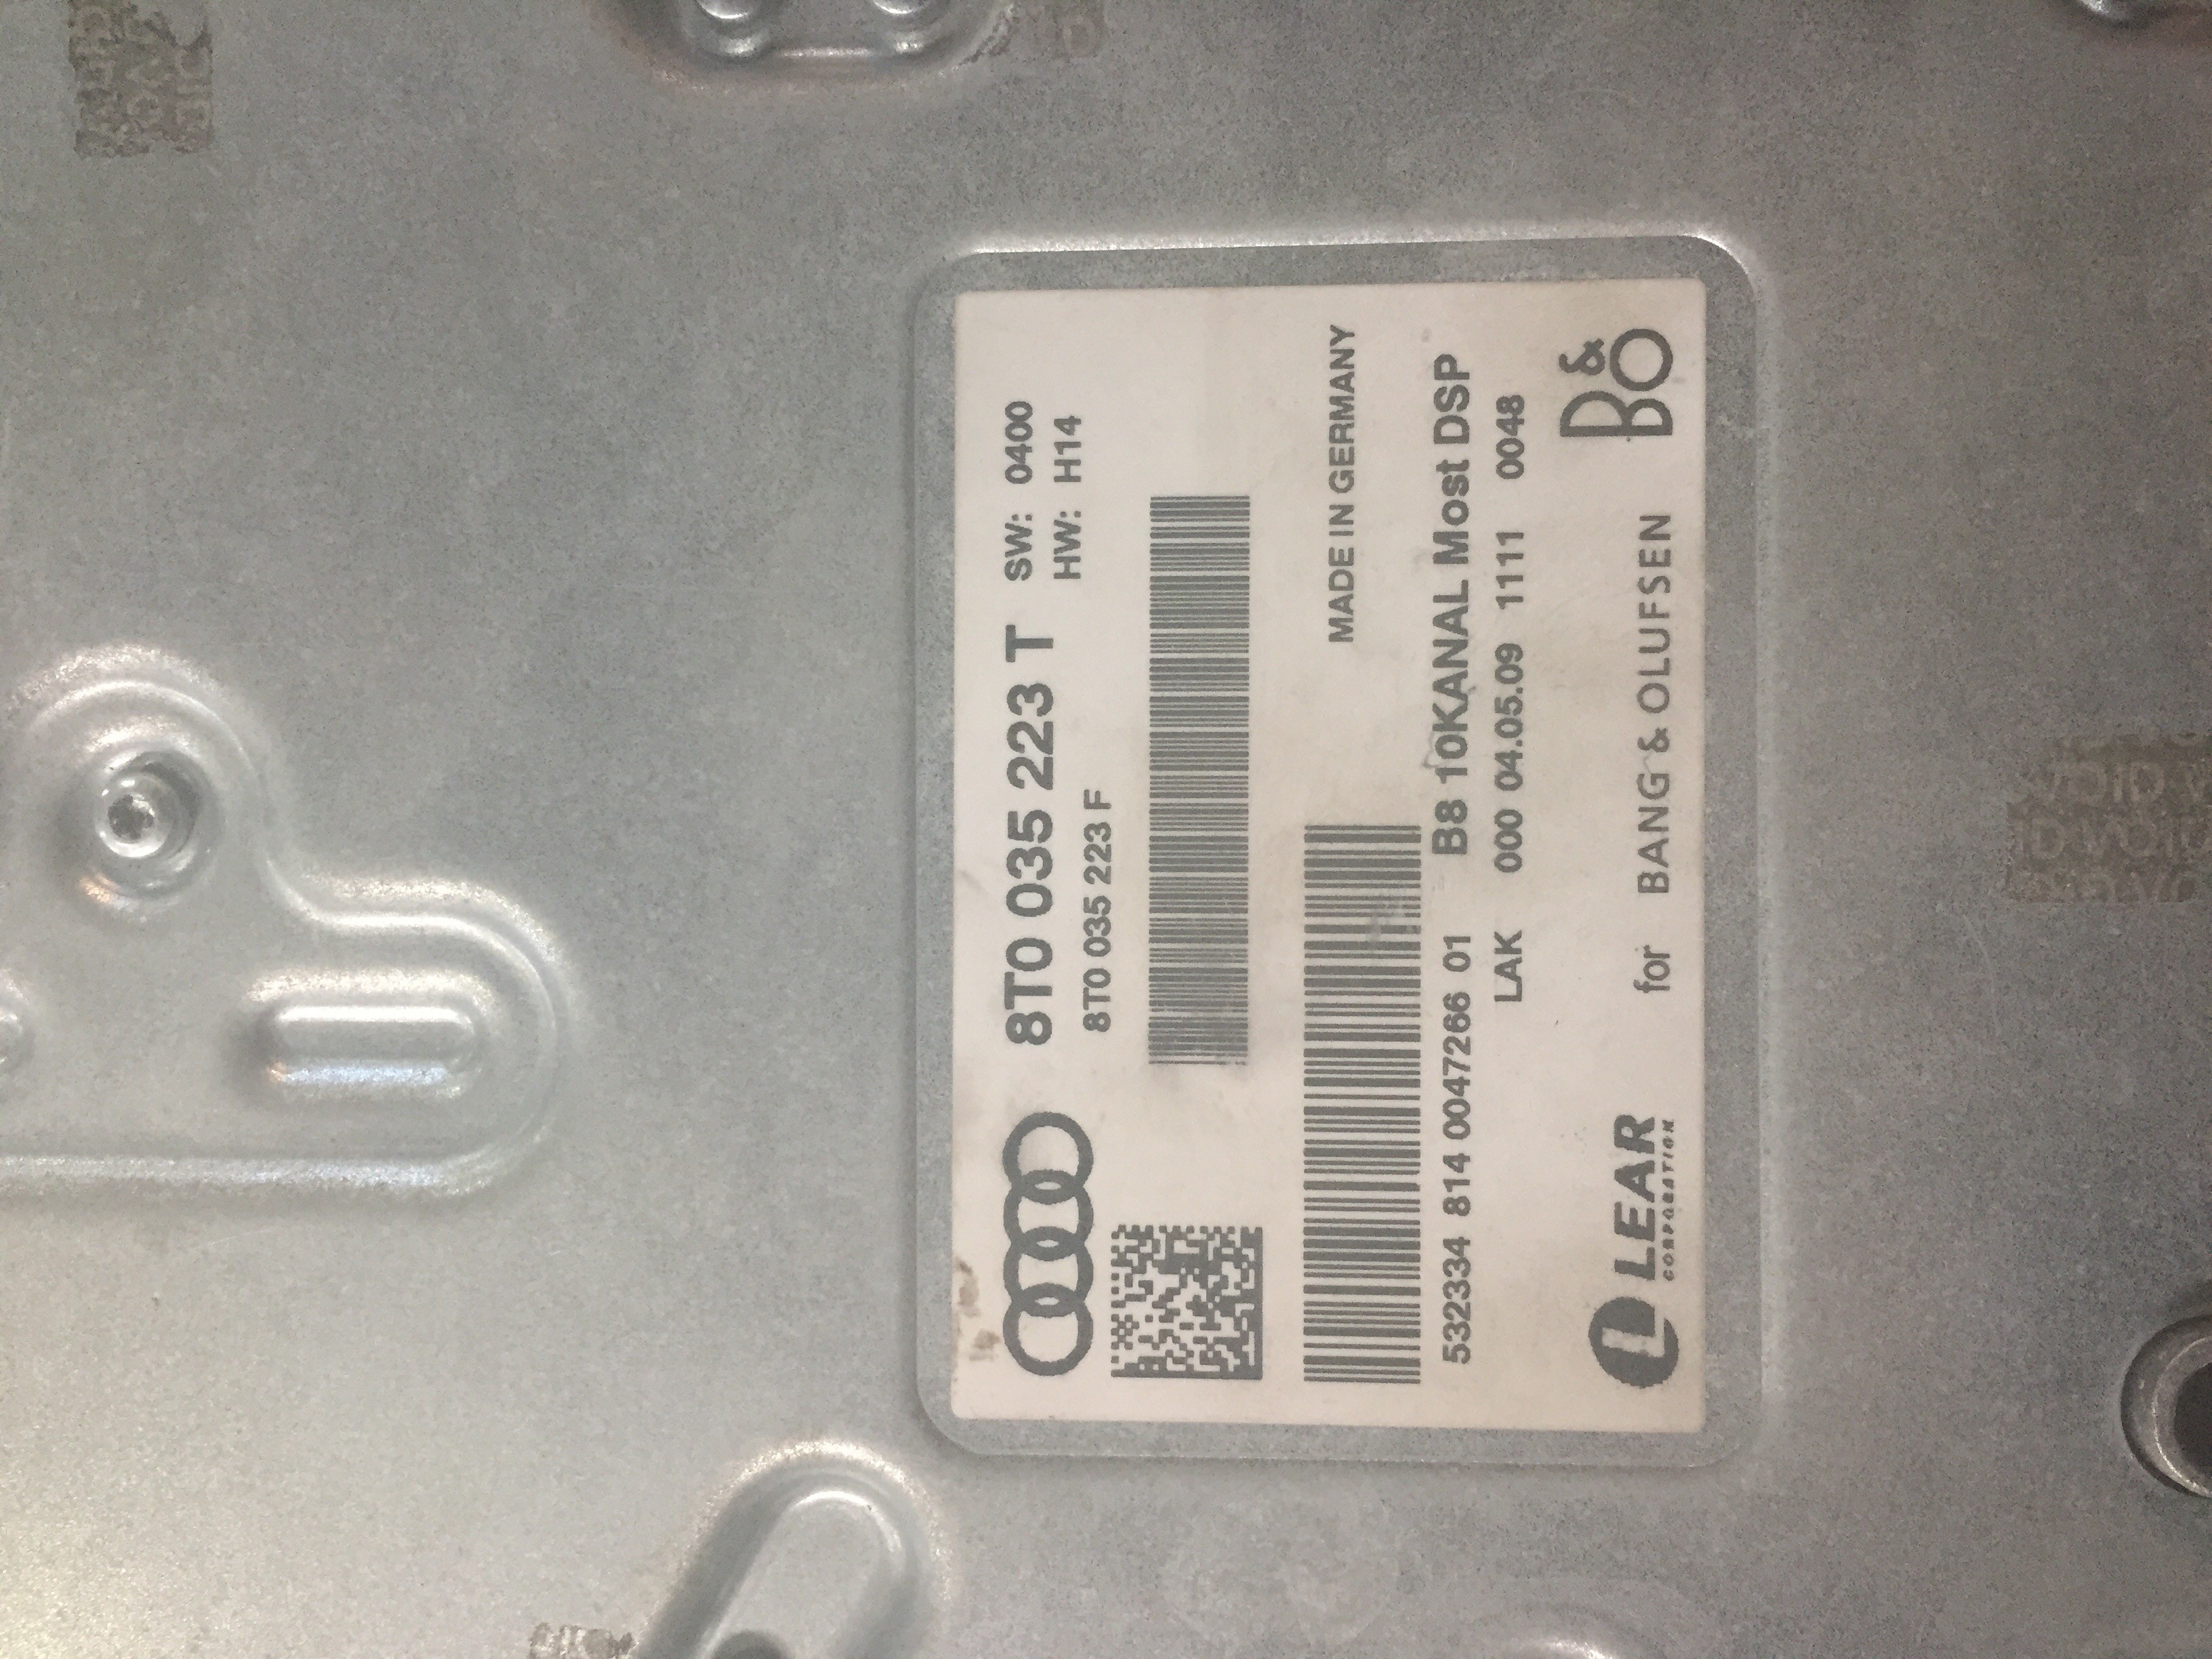 8T0 035 223 T
SW: 0400
8T0 035 223 F
HW: H14
MADE IN GERMANY
532334 814 0047266 01
B8 10KANAL Most DSP
LAK 000 04.05.09 1111 0048
LEAR
CORPORATION
for BANG & OLUFSEN
B&O